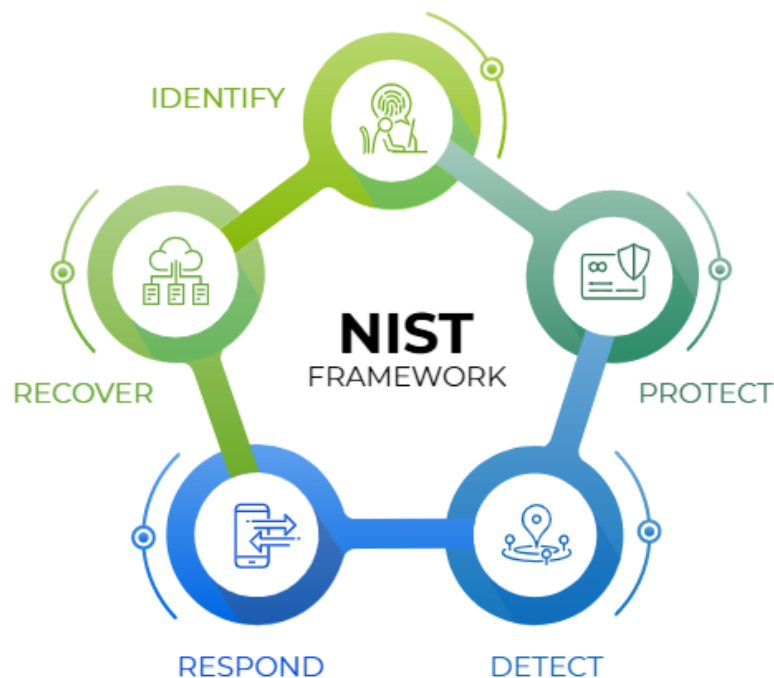 IDENTIFY
NIST
FRAMEWORK
RECOVER
PROTECT
RESPOND
DETECT